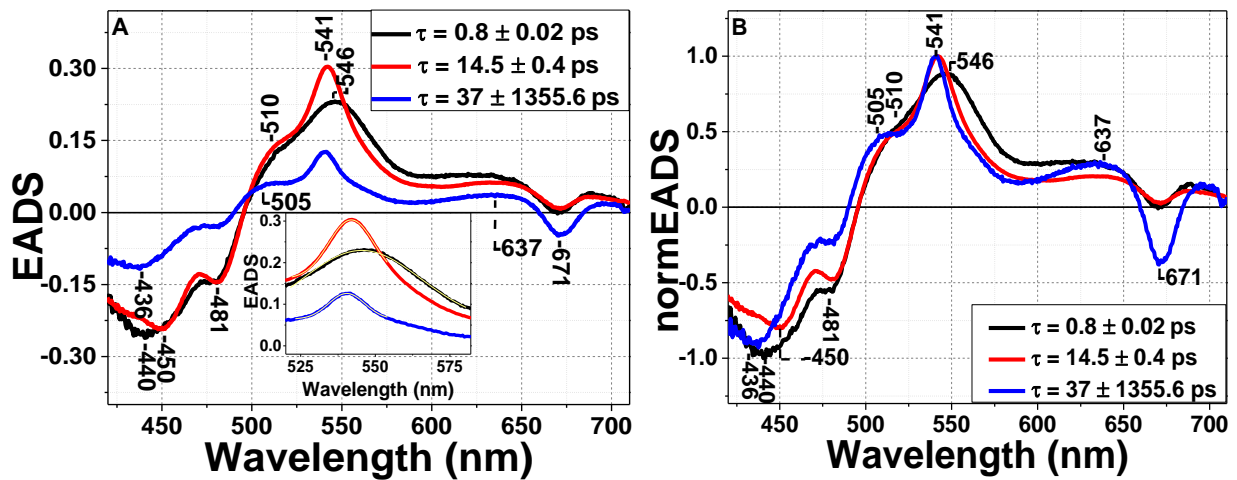 A
τ = 0.8 ± 0.02 ps
τ = 14.5 ± 0.4 ps
τ = 37 ± 1355.6 ps
-541
-546
-510
-505
-637
-671
-436
-440
-450
-481
EADS
0.30
0.15
0.00
-0.15
-0.30
450 500 550 600 650 700
Wavelength (nm)
EADS
0.3
0.2
0.1
0.0
525 550 575
Wavelength (nm)
B
-541
-546
-505
-510
-637
-671
-481
-450
-436
-440
normEADS
1.0
0.5
0.0
-0.5
-1.0
τ = 0.8 ± 0.02 ps
τ = 14.5 ± 0.4 ps
τ = 37 ± 1355.6 ps
450 500 550 600 650 700
Wavelength (nm)